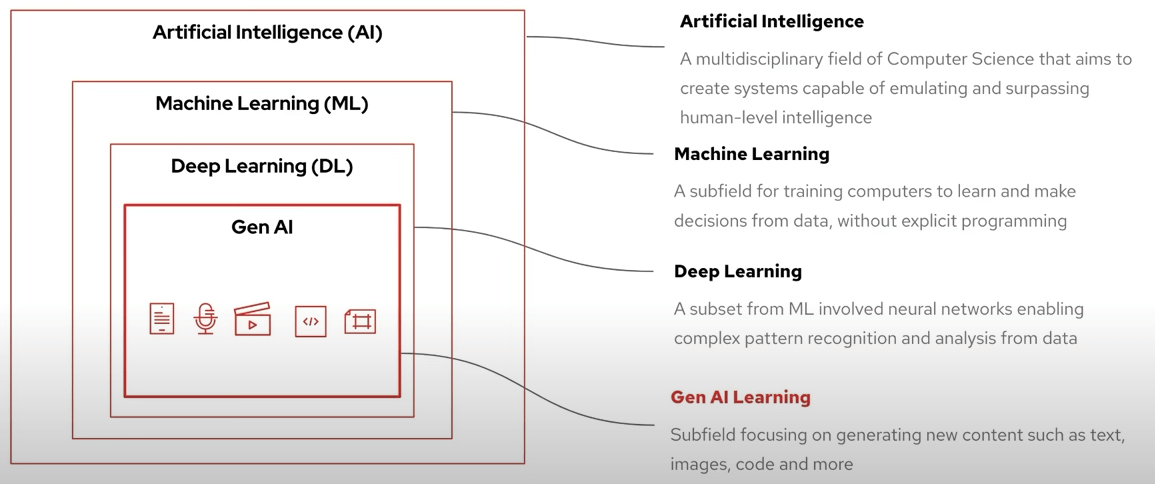 Artificial Intelligence (AI)
Machine Learning (ML)
Deep Learning (DL)
Gen AI
</>
Artificial Intelligence
A multidisciplinary field of Computer Science that aims to
create systems capable of emulating and surpassing
human-level intelligence
Machine Learning
A subfield for training computers to learn and make
decisions from data, without explicit programming
Deep Learning
A subset from ML involved neural networks enabling
complex pattern recognition and analysis from data
Gen AI Learning
Subfield focusing on generating new content such as text,
images, code and more